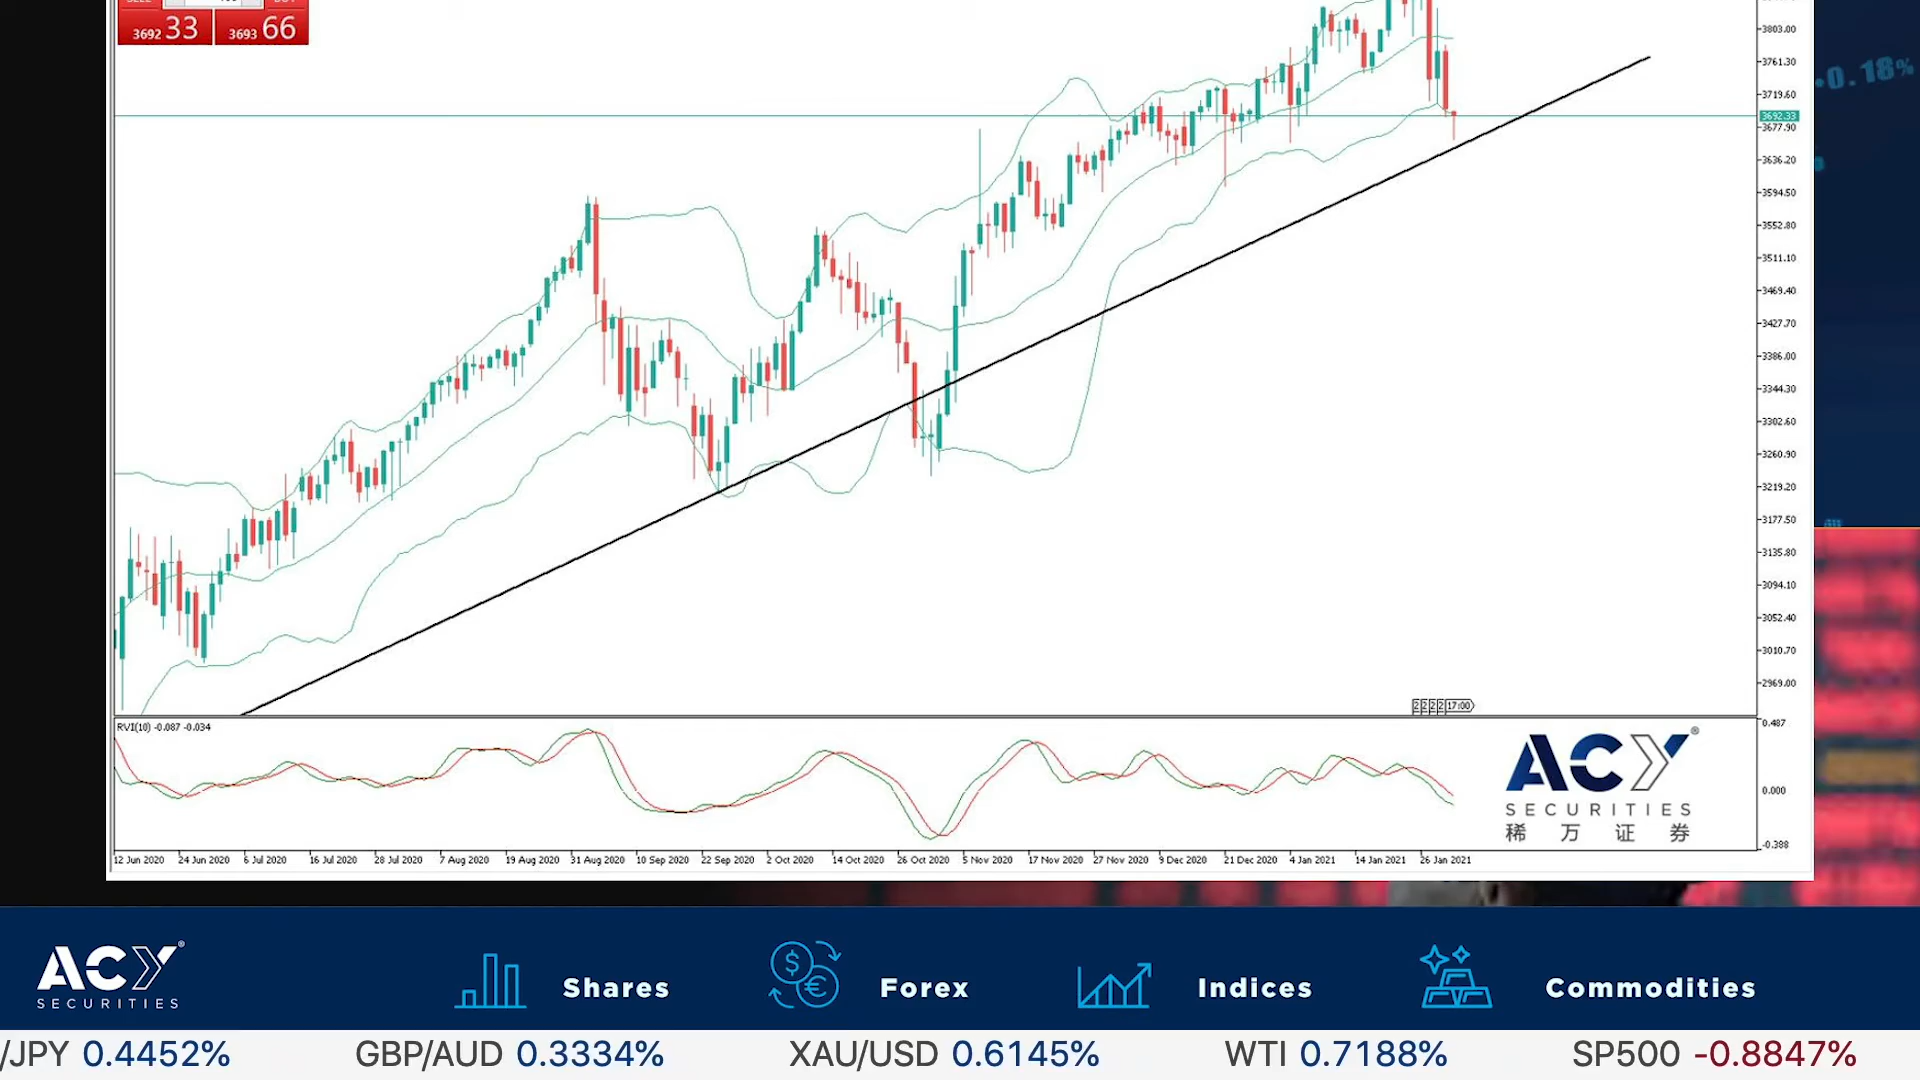 3692 33
3693 66
3803.00
3761.30
3719.60
3692.33
3677.90
3636.20
3594.50
3552.80
3511.10
3469.40
3427.70
3386.00
3344.30
3302.60
3260.90
3219.20
3177.50
3135.80
3094.10
3052.40
3010.70
2969.00
0.18%
2 2 2 2 17:00
RVI(10) -0.087 -0.034
0.487
0.000
-0.388
ACY®
SECURITIES
稀万证券
12 Jun 2020 24 Jun 2020 6 Jul 2020 16 Jul 2020 28 Jul 2020 7 Aug 2020 19 Aug 2020 31 Aug 2020 10 Sep 2020 22 Sep 2020 2 Oct 2020 14 Oct 2020 26 Oct 2020 5 Nov 2020 17 Nov 2020 27 Nov 2020 9 Dec 2020 21 Dec 2020 4 Jan 2021 14 Jan 2021 26 Jan 2021
ACY®
SECURITIES
Shares
Forex
Indices
Commodities
/JPY 0.4452% GBP/AUD 0.3334% XAU/USD 0.6145% WTI 0.7188% SP500 -0.8847%